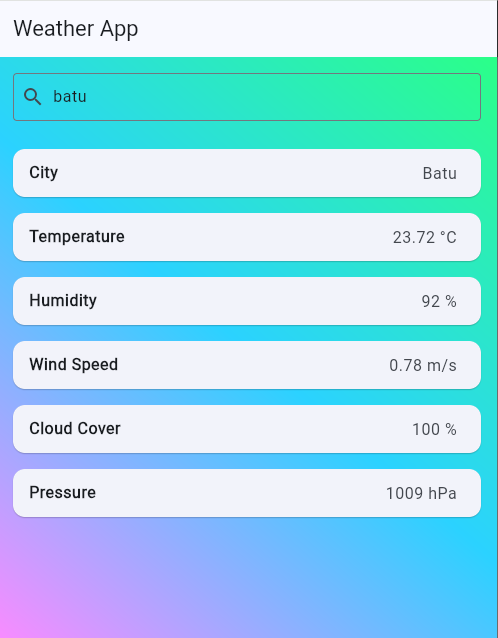 Weather App
batu
City Batu
Temperature 23.72 °C
Humidity 92 %
Wind Speed 0.78 m/s
Cloud Cover 100 %
Pressure 1009 hPa